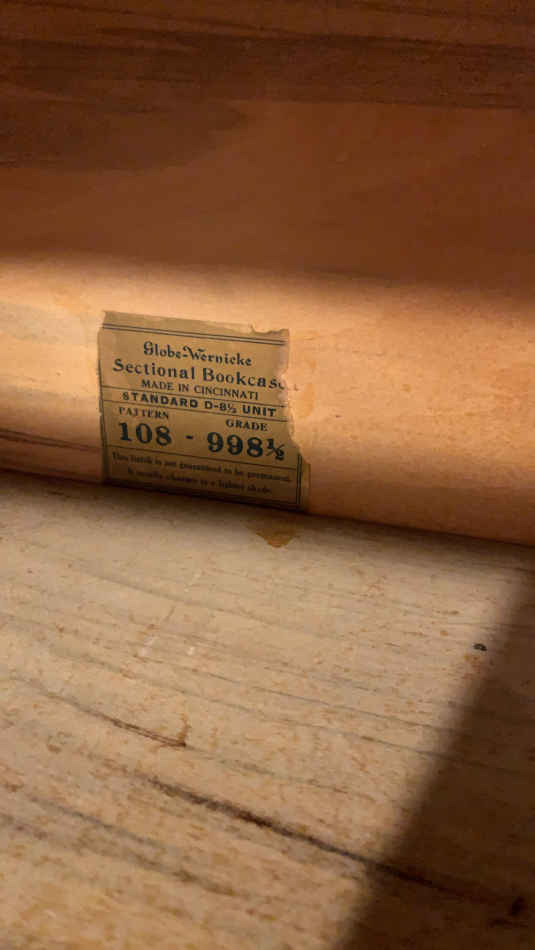 Globe-Wernicke
Sectional Bookcase
MADE IN CINCINNATI
STANDARD D-8½ UNIT
PATTERN GRADE
108 - 998½
This finish is not guaranteed to be permanent.
It usually changes to a lighter shade.